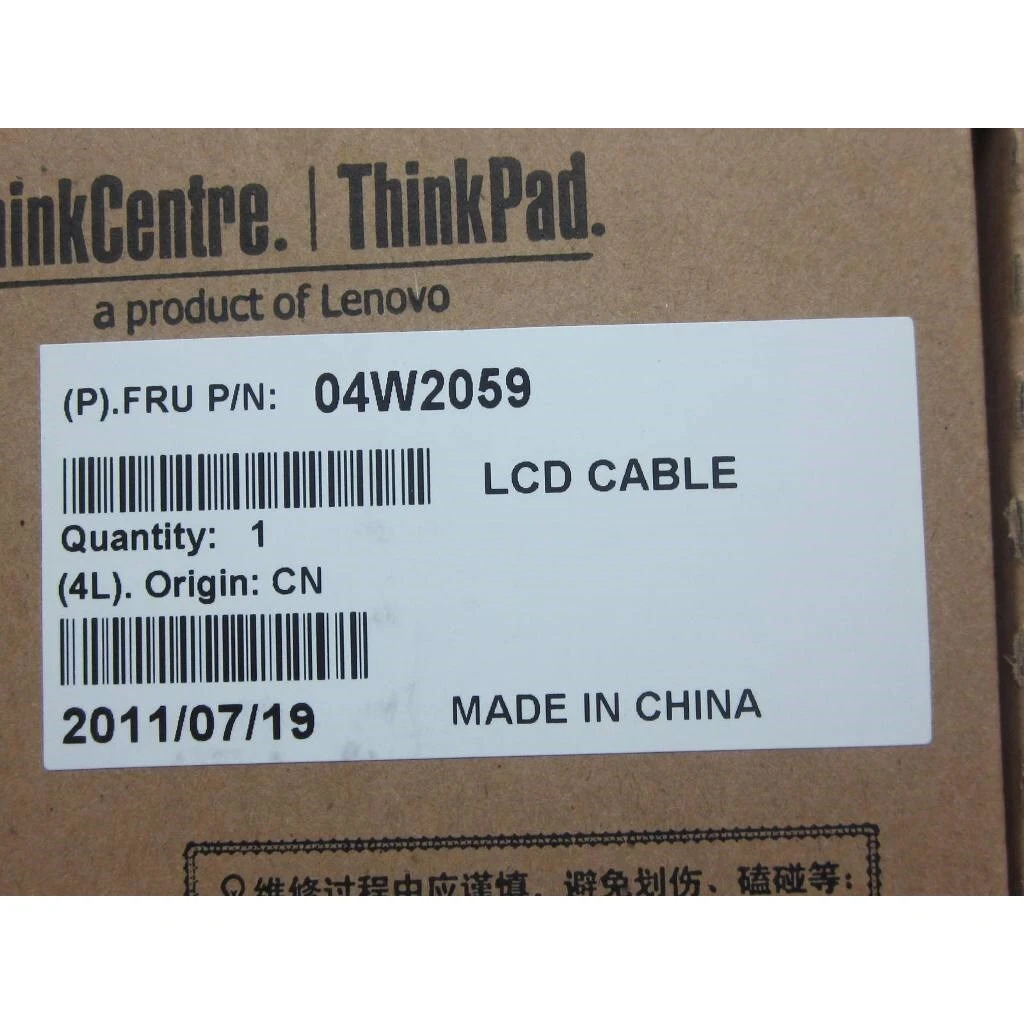 inkCentre. | ThinkPad.
a product of Lenovo
(P).FRU P/N: 04W2059
LCD CABLE
Quantity: 1
(4L). Origin: CN
2011/07/19
MADE IN CHINA
维修过程中应谨慎，避免划伤、磕碰等：